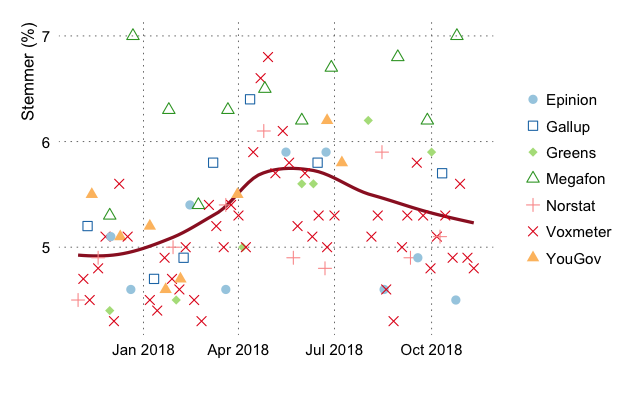 Stemmer (%)
7
6
5
Jan 2018
Apr 2018
Jul 2018
Oct 2018
Epinion
Gallup
Greens
Megafon
Norstat
Voxmeter
YouGov